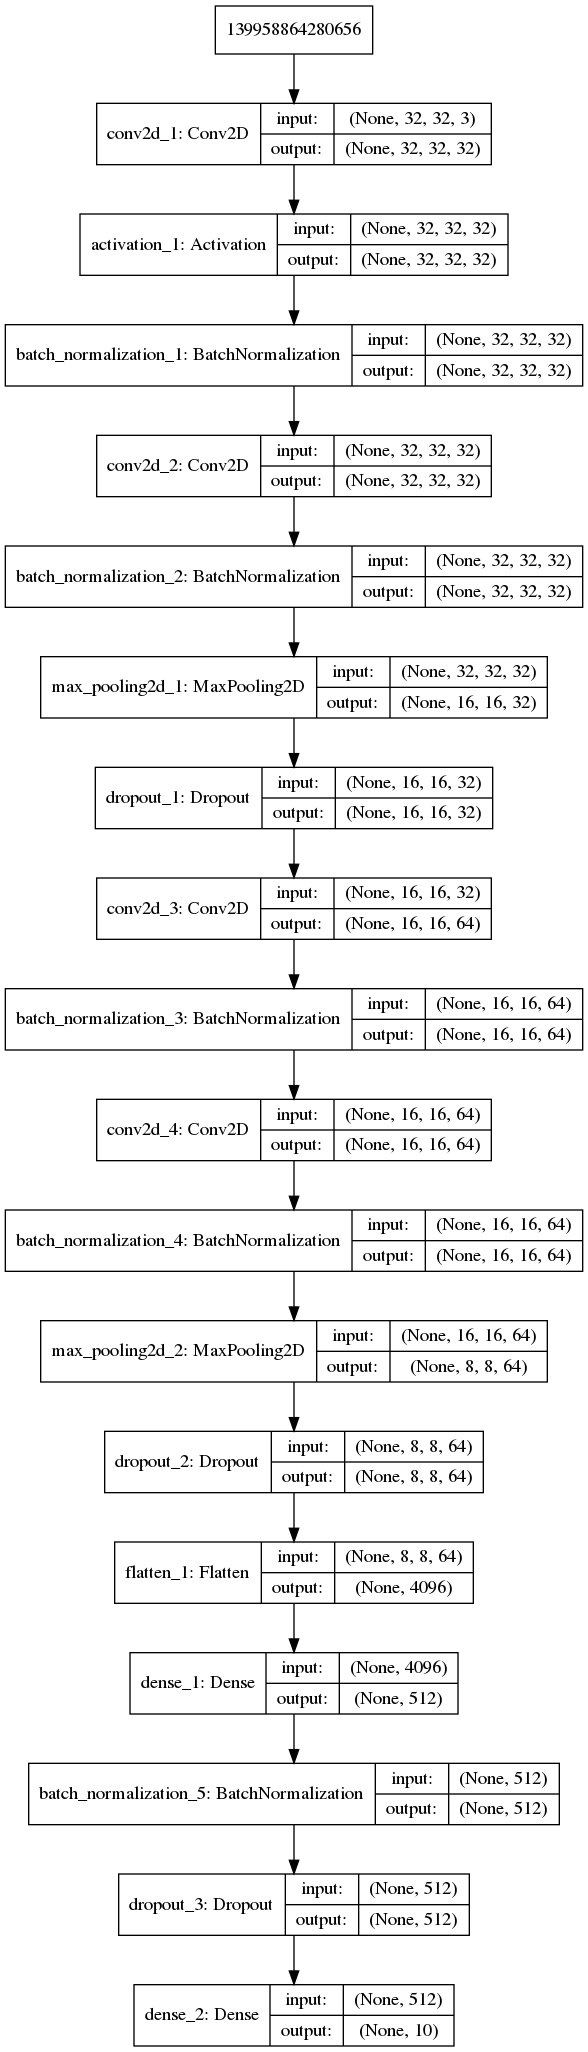 139958864280656
conv2d_1: Conv2D
input: (None, 32, 32, 3)
output: (None, 32, 32, 32)
activation_1: Activation
input: (None, 32, 32, 32)
output: (None, 32, 32, 32)
batch_normalization_1: BatchNormalization
input: (None, 32, 32, 32)
output: (None, 32, 32, 32)
conv2d_2: Conv2D
input: (None, 32, 32, 32)
output: (None, 32, 32, 32)
batch_normalization_2: BatchNormalization
input: (None, 32, 32, 32)
output: (None, 32, 32, 32)
max_pooling2d_1: MaxPooling2D
input: (None, 32, 32, 32)
output: (None, 16, 16, 32)
dropout_1: Dropout
input: (None, 16, 16, 32)
output: (None, 16, 16, 32)
conv2d_3: Conv2D
input: (None, 16, 16, 32)
output: (None, 16, 16, 64)
batch_normalization_3: BatchNormalization
input: (None, 16, 16, 64)
output: (None, 16, 16, 64)
conv2d_4: Conv2D
input: (None, 16, 16, 64)
output: (None, 16, 16, 64)
batch_normalization_4: BatchNormalization
input: (None, 16, 16, 64)
output: (None, 16, 16, 64)
max_pooling2d_2: MaxPooling2D
input: (None, 16, 16, 64)
output: (None, 8, 8, 64)
dropout_2: Dropout
input: (None, 8, 8, 64)
output: (None, 8, 8, 64)
flatten_1: Flatten
input: (None, 8, 8, 64)
output: (None, 4096)
dense_1: Dense
input: (None, 4096)
output: (None, 512)
batch_normalization_5: BatchNormalization
input: (None, 512)
output: (None, 512)
dropout_3: Dropout
input: (None, 512)
output: (None, 512)
dense_2: Dense
input: (None, 512)
output: (None, 10)